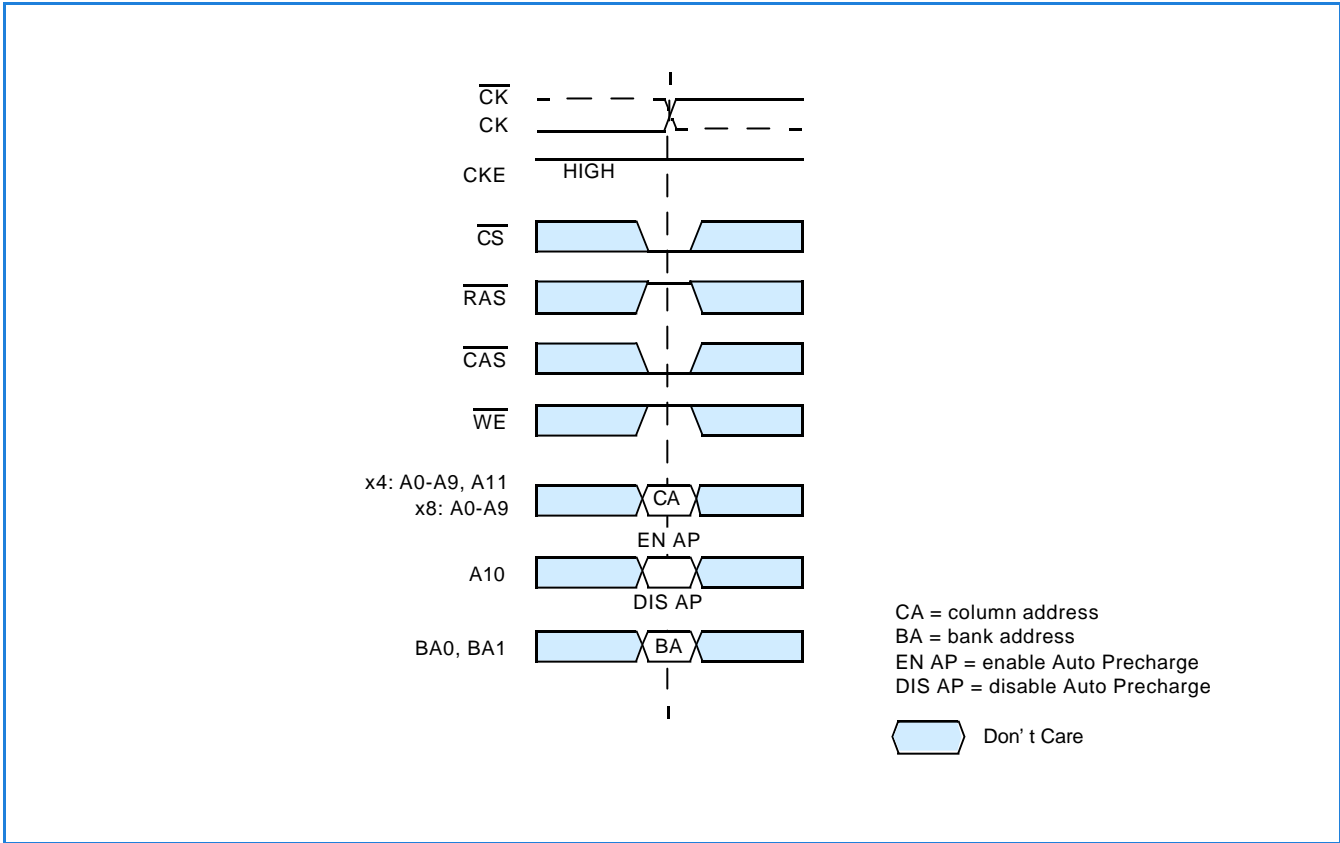 CK
CK
CKE
HIGH
CS
RAS
CAS
WE
x4: A0-A9, A11
x8: A0-A9
CA
EN AP
A10
DIS AP
BA0, BA1
BA
CA = column address
BA = bank address
EN AP = enable Auto Precharge
DIS AP = disable Auto Precharge
Don' t Care